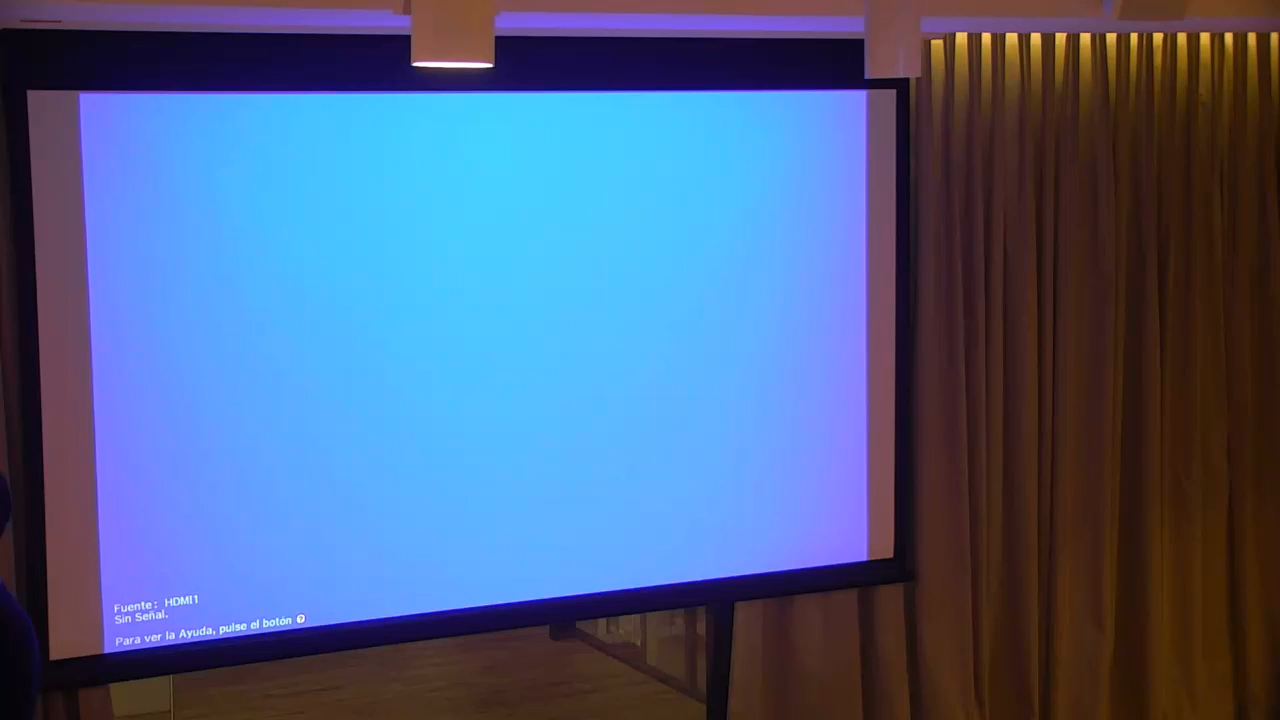 Fuente: HDMI1
Sin Señal.
Para ver la Ayuda, pulse el botón ?